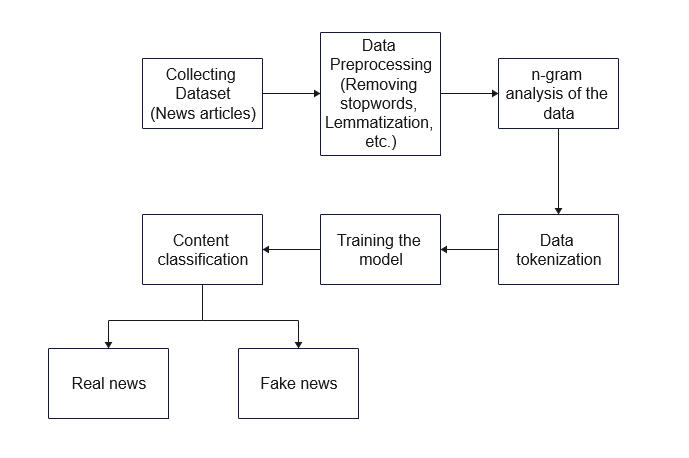 Collecting
Dataset
(News articles)
Data
Preprocessing
(Removing
stopwords,
Lemmatization,
etc.)
n-gram
analysis of the
data
Data
tokenization
Training the
model
Content
classification
Real news
Fake news